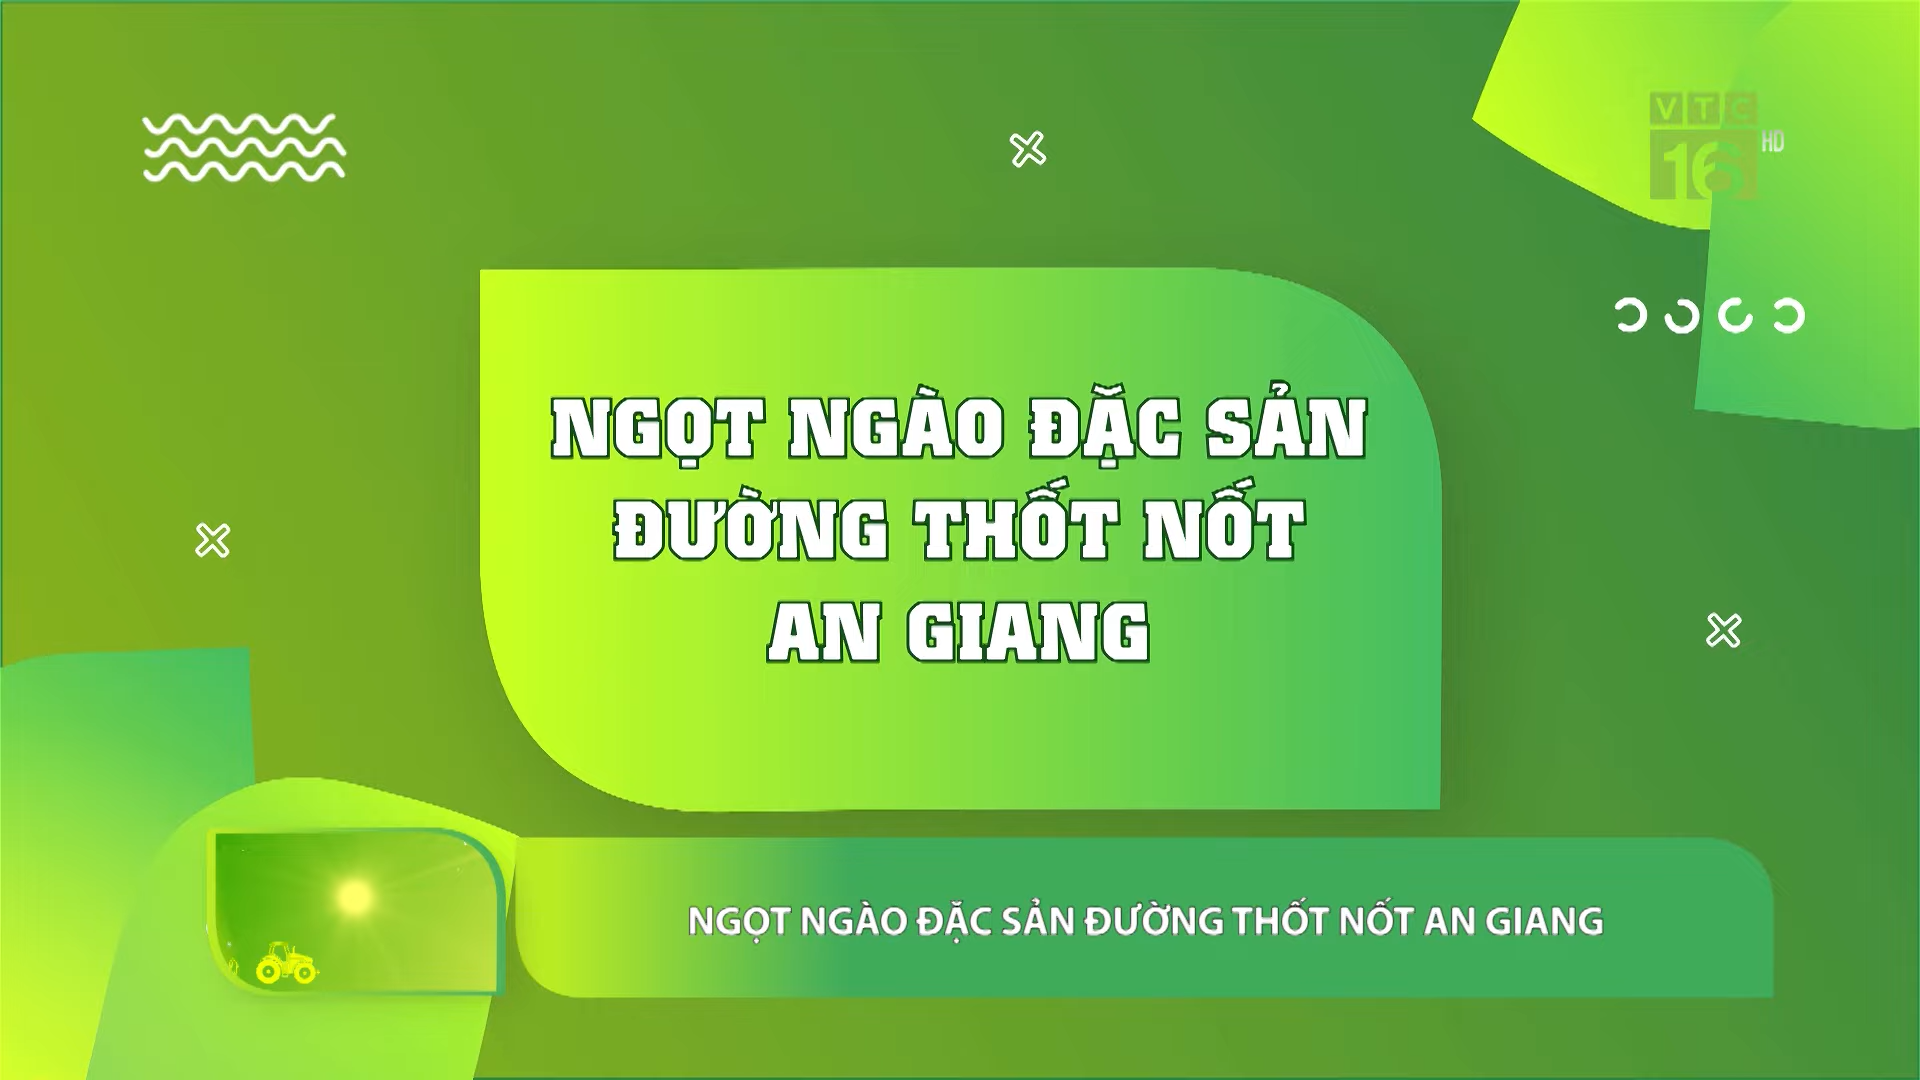 VTC
16 HD
NGỌT NGÀO ĐẶC SẢN
ĐƯỜNG THỐT NỐT
AN GIANG
NGỌT NGÀO ĐẶC SẢN ĐƯỜNG THỐT NỐT AN GIANG